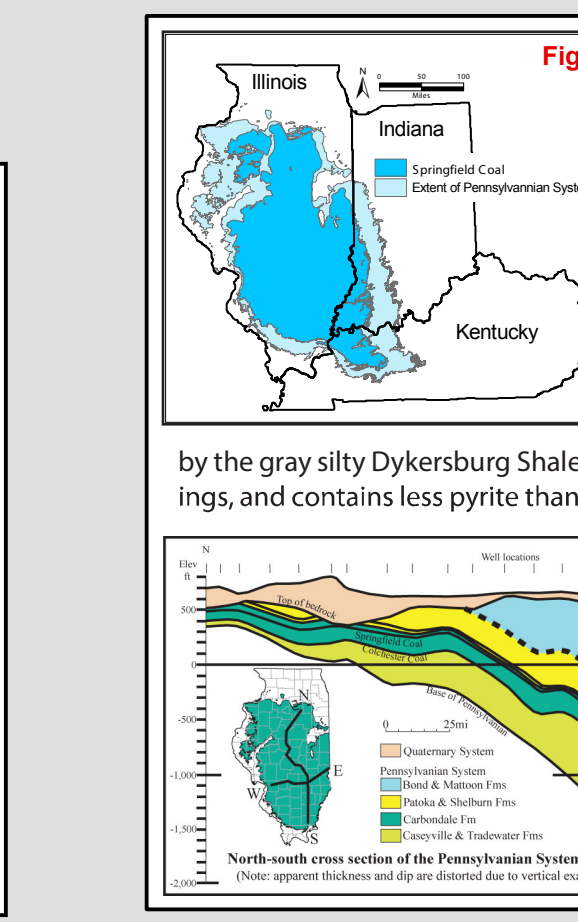 Fig
Illinois
N
0 50 100
Miles
Indiana
Springfield Coal
Extent of Pennsylvannian Syste
Kentucky
by the gray silty Dykersburg Shale
ings, and contains less pyrite than
N
Well locations
Elev
ft
Top of bedrock
500
Springfield Coal
Colchester Coal
0
Base of Pennsylvanian
N
0 25mi
-500
Quaternary System
E
Pennsylvanian System
-1,000
Bond & Mattoon Fms
W
Patoka & Shelburn Fms
Carbondale Fm
-1,500
Caseyville & Tradewater Fms
S
North-south cross section of the Pennsylvanian System
(Note: apparent thickness and dip are distorted due to vertical exa
-2,000